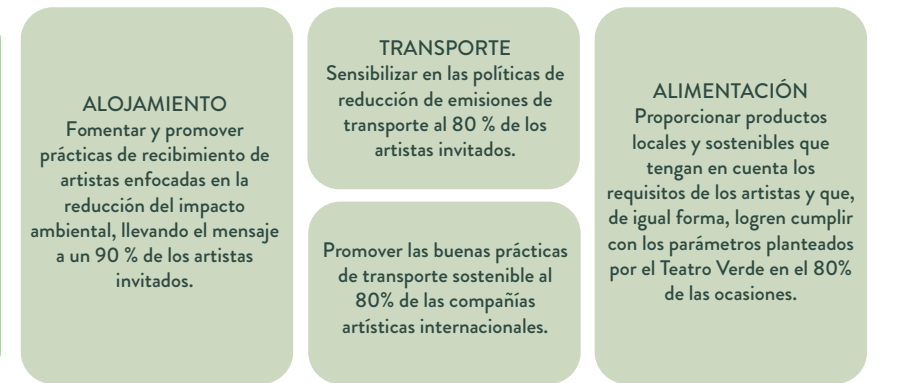 ALOJAMIENTO
Fomentar y promover
prácticas de recibimiento de
artistas enfocadas en la
reducción del impacto
ambiental, llevando el mensaje
a un 90 % de los artistas
invitados.
TRANSPORTE
Sensibilizar en las políticas de
reducción de emisiones de
transporte al 80 % de los
artistas invitados.
Promover las buenas prácticas
de transporte sostenible al
80% de las compañías
artísticas internacionales.
ALIMENTACIÓN
Proporcionar productos
locales y sostenibles que
tengan en cuenta los
requisitos de los artistas y que,
de igual forma, logren cumplir
con los parámetros planteados
por el Teatro Verde en el 80%
de las ocasiones.